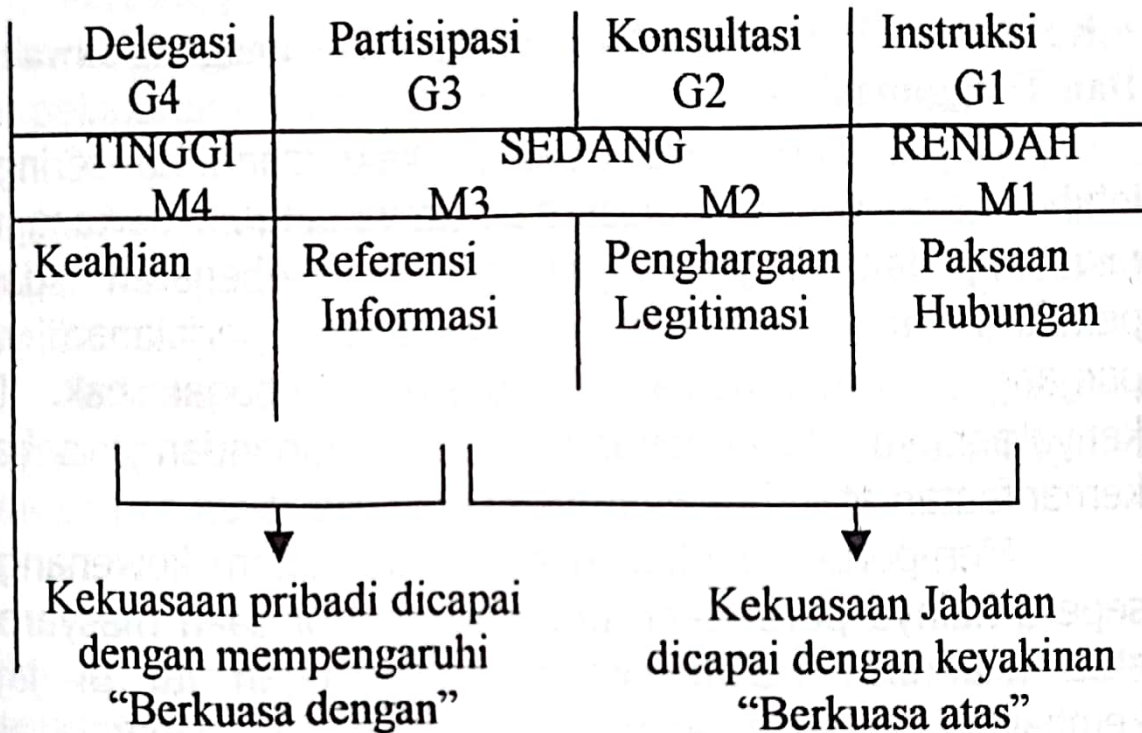 Delegasi Partisipasi Konsultasi Instruksi
G4 G3 G2 G1
TINGGI SEDANG RENDAH
M4 M3 M2 M1
Keahlian Referensi Penghargaan Paksaan
Informasi Legitimasi Hubungan
Kekuasaan pribadi dicapai
dengan mempengaruhi
“Berkuasa dengan”
Kekuasaan Jabatan
dicapai dengan keyakinan
“Berkuasa atas”